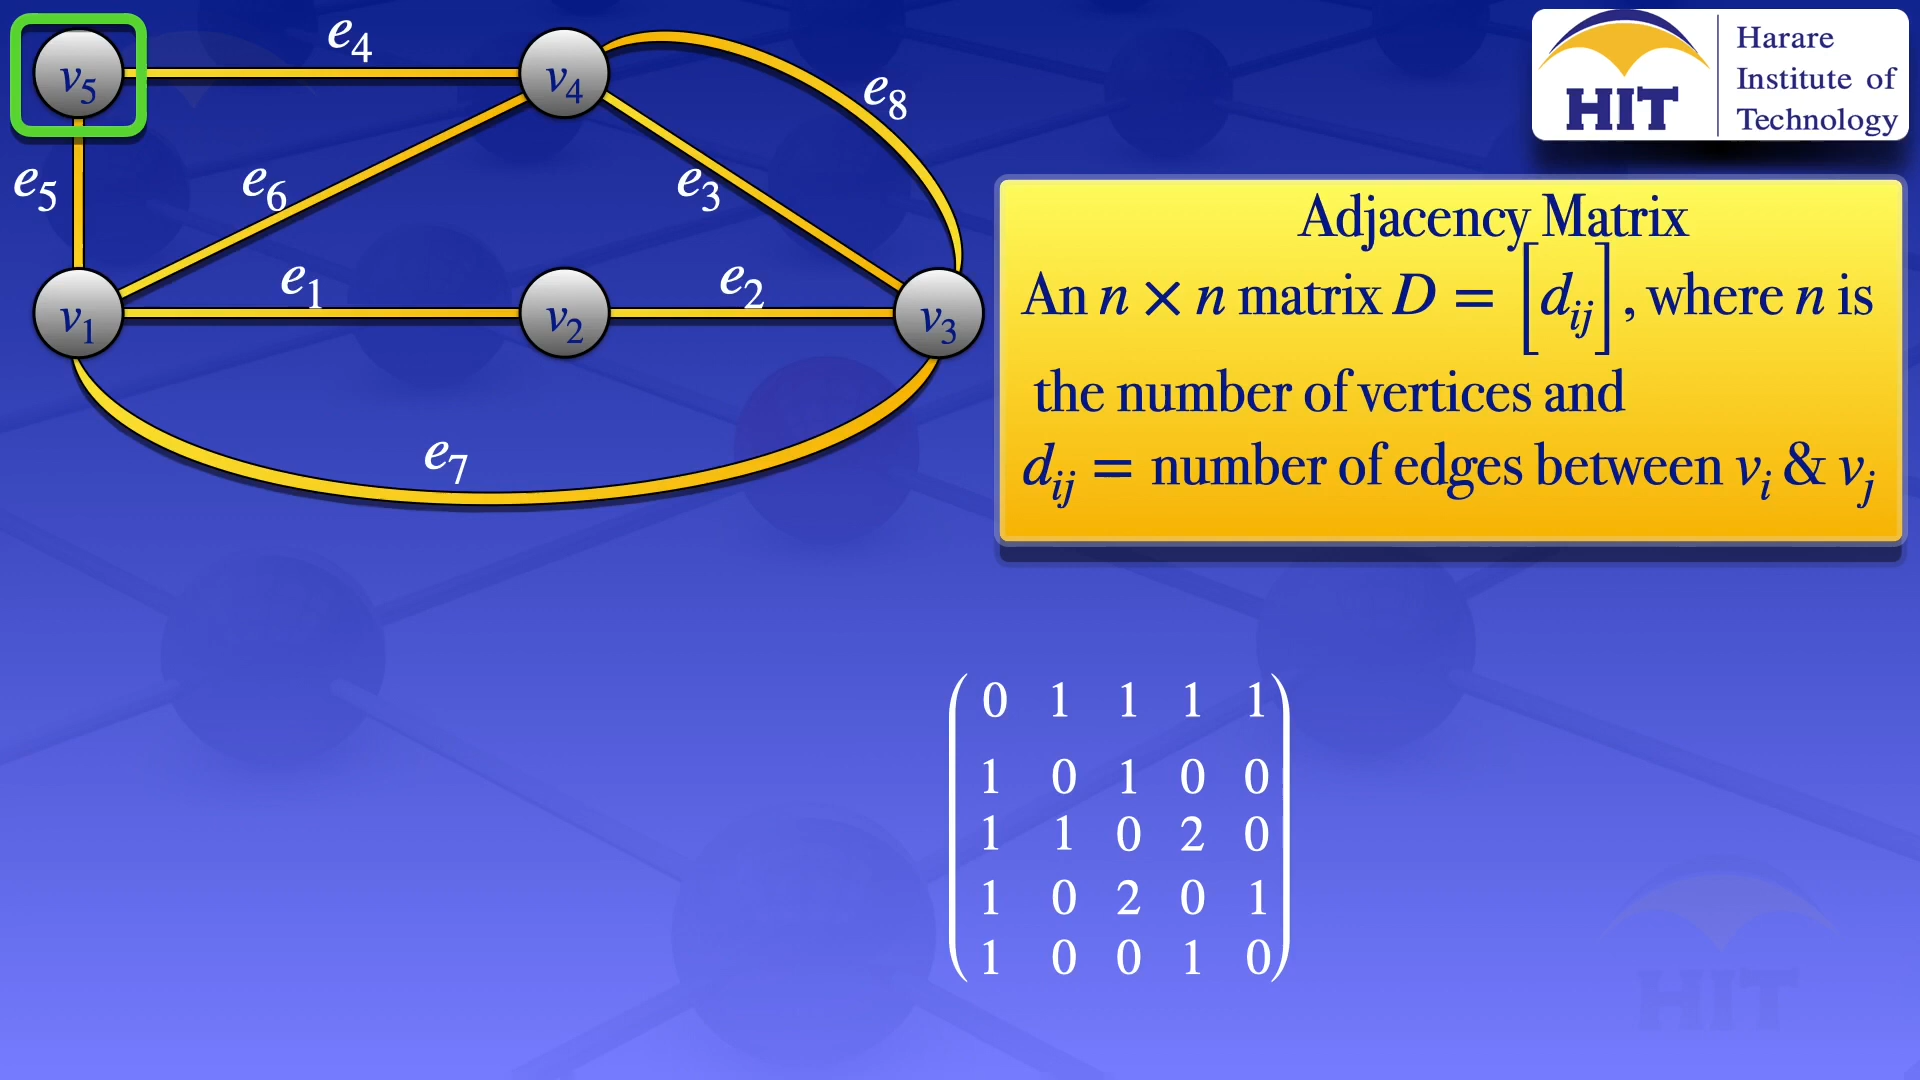 v5 e4 v4 e8
e5 e6 e3
v1 e1 v2 e2 v3
e7
HIT
Harare
Institute of
Technology
Adjacency Matrix
An n × n matrix D = [dij], where n is
the number of vertices and
dij = number of edges between vi & vj
0 1 1 1 1
1 0 1 0 0
1 1 0 2 0
1 0 2 0 1
1 0 0 1 0
HIT